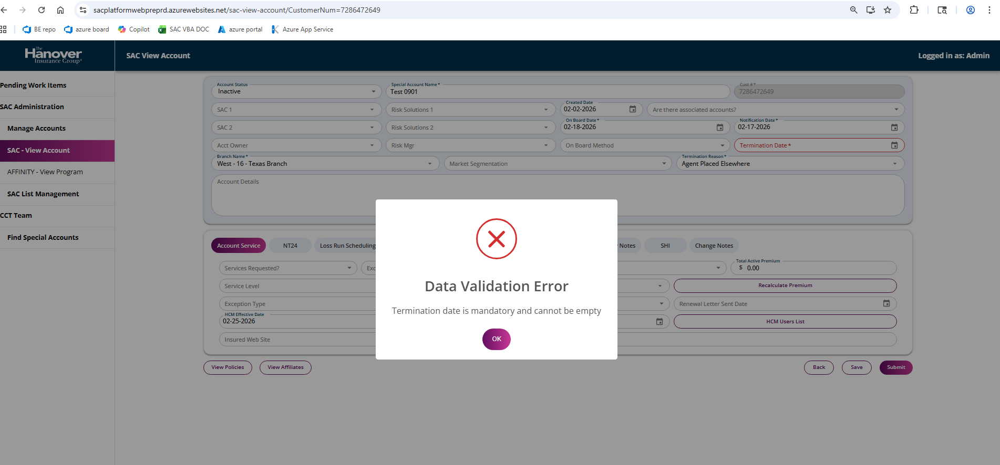 sacplatformwebpreprd.azurewebsites.net/sac-view-account/CustomerNum=7286472649
BE repo azure board Copilot SAC VBA DOC azure portal Azure App Service
The Hanover Insurance Group®
SAC View Account
Logged in as: Admin
Pending Work Items
SAC Administration
Manage Accounts
SAC - View Account
AFFINITY - View Program
SAC List Management
CCT Team
Find Special Accounts
Account Status
Inactive
Special Account Name *
Test 0901
Cust # *
7286472649
SAC 1
Risk Solutions 1
Created Date
02-02-2026
Are there associated accounts?
SAC 2
Risk Solutions 2
On Board Date *
02-18-2026
Notification Date *
02-17-2026
Acct Owner
Risk Mgr
On Board Method
Termination Date *
Branch Name *
West - 16 - Texas Branch
Market Segmentation
Termination Reason *
Agent Placed Elsewhere
Account Details
Account Service
NT24
Loss Run Scheduling
Notes
SHI
Change Notes
Services Requested?
Exc
Total Active Premium
$ 0.00
Service Level
Recalculate Premium
Exception Type
Renewal Letter Sent Date
HCM Effective Date
02-25-2026
HCM Users List
Insured Web Site
Data Validation Error
Termination date is mandatory and cannot be empty
OK
View Policies
View Affiliates
Back
Save
Submit